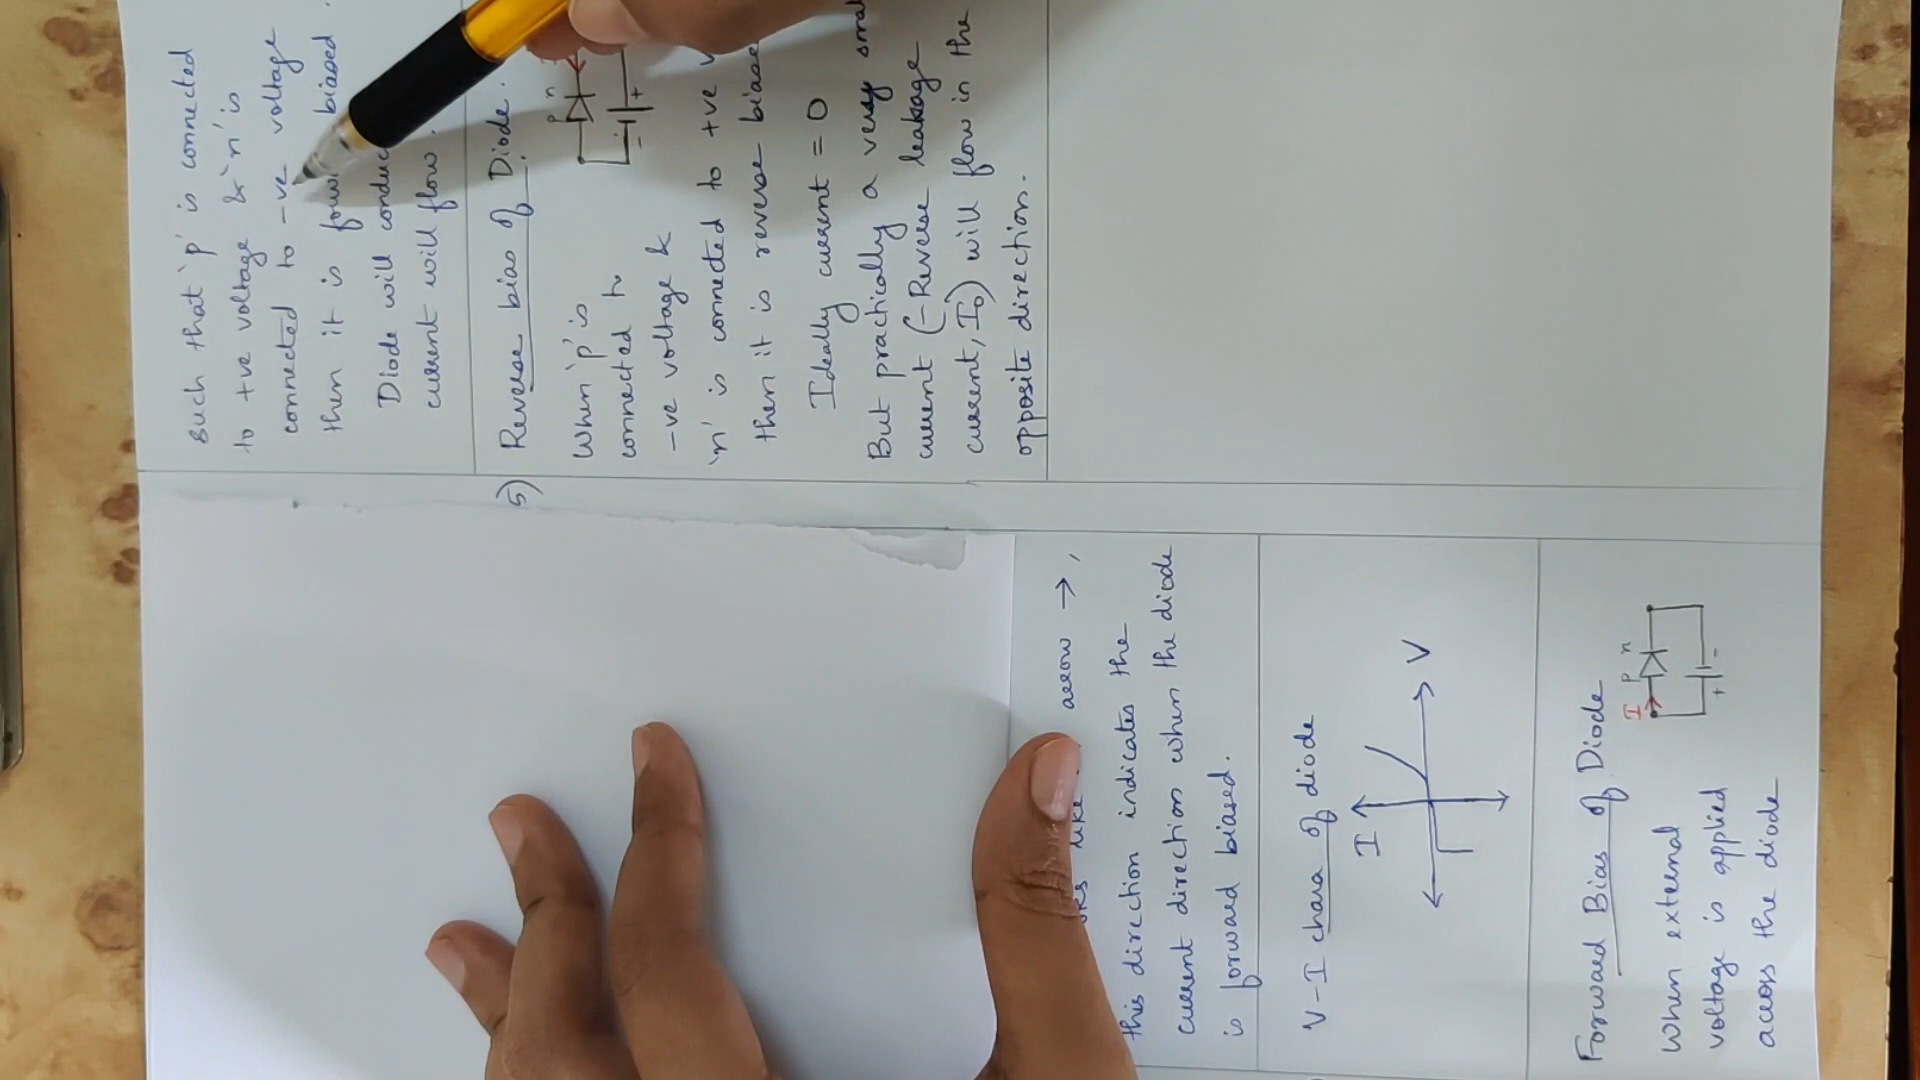 arrow →,
this direction indicates the
current direction when the diode
is forward biased.
V-I chara of diode
I
V
Forward Bias of Diode
I
p n
+ -
When external
voltage is applied
across the diode
such that 'p' is connected
to +ve voltage & 'n' is
connected to -ve voltage
then it is biased.
Diode will
current will flow.
5) Reverse bias of Diode.
p n
- +
When 'p' is
connected to
-ve voltage &
'n' is connected to +ve
then it is reverse
Ideally current = 0
But practically a very
current (-Reverse leakage
current, Io) will flow in the
opposite direction.